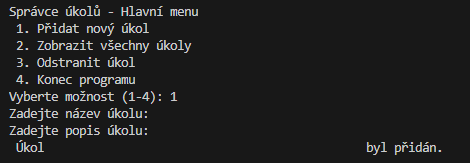 Správce úkolů - Hlavní menu
1. Přidat nový úkol
2. Zobrazit všechny úkoly
3. Odstranit úkol
4. Konec programu
Vyberte možnost (1-4): 1
Zadejte název úkolu:
Zadejte popis úkolu:
Úkol byl přidán.